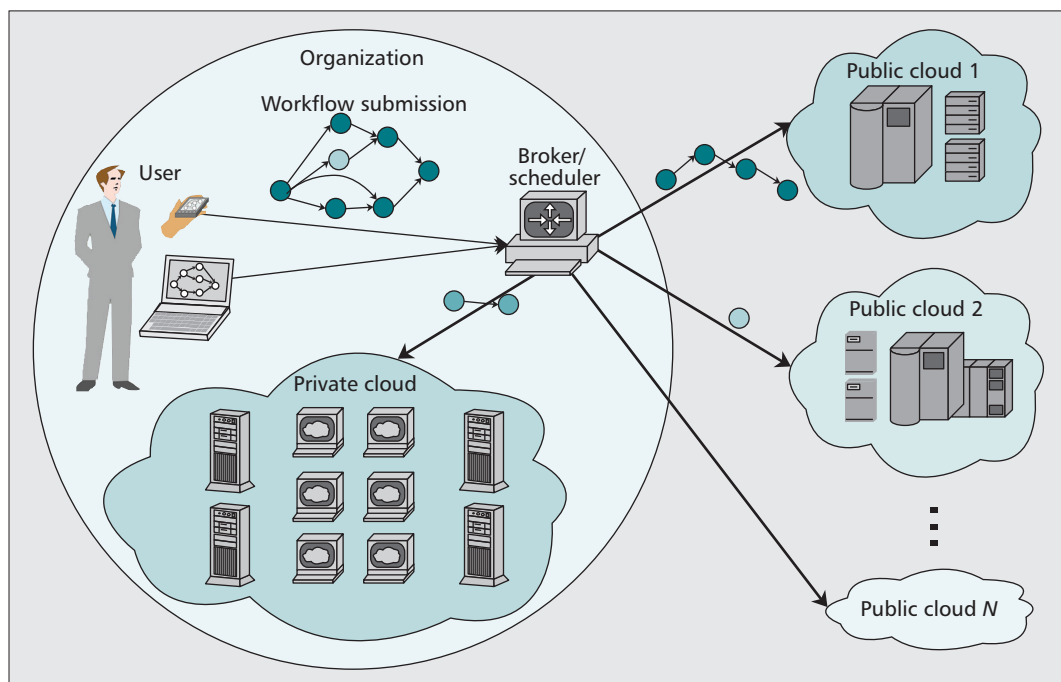 Organization
Workflow submission
User
Broker/
scheduler
Public cloud 1
Public cloud 2
Private cloud
Public cloud N